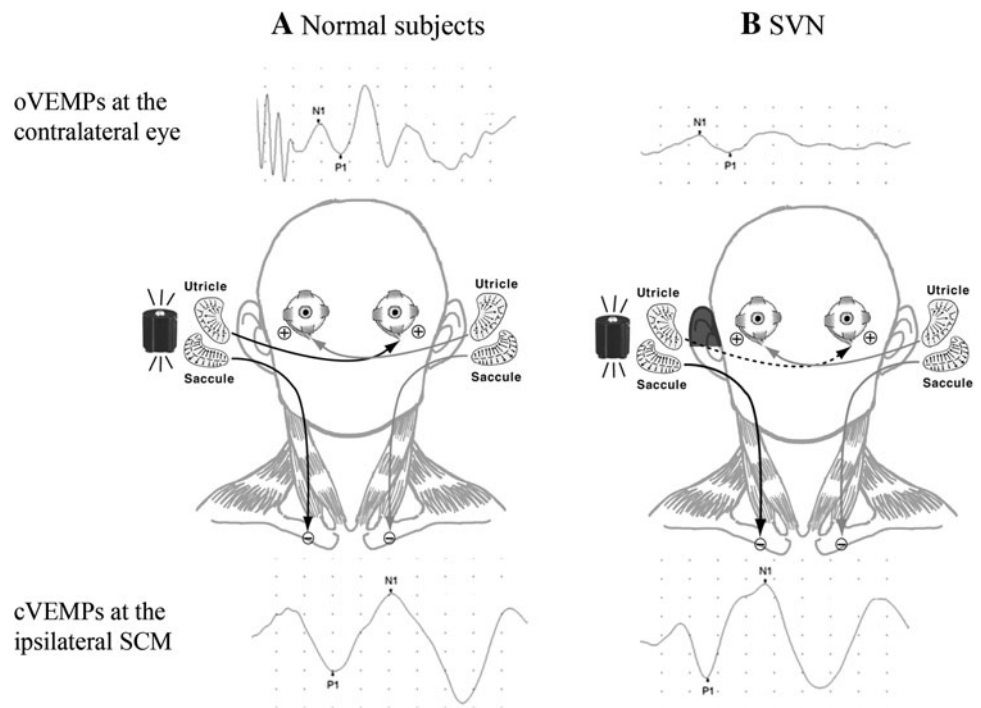 A Normal subjects
B SVN
oVEMPs at the
contralateral eye
N1
P1
N1
P1
Utricle
Saccule
Utricle
Saccule
Utricle
Saccule
Utricle
Saccule
cVEMPs at the
ipsilateral SCM
N1
P1
N1
P1